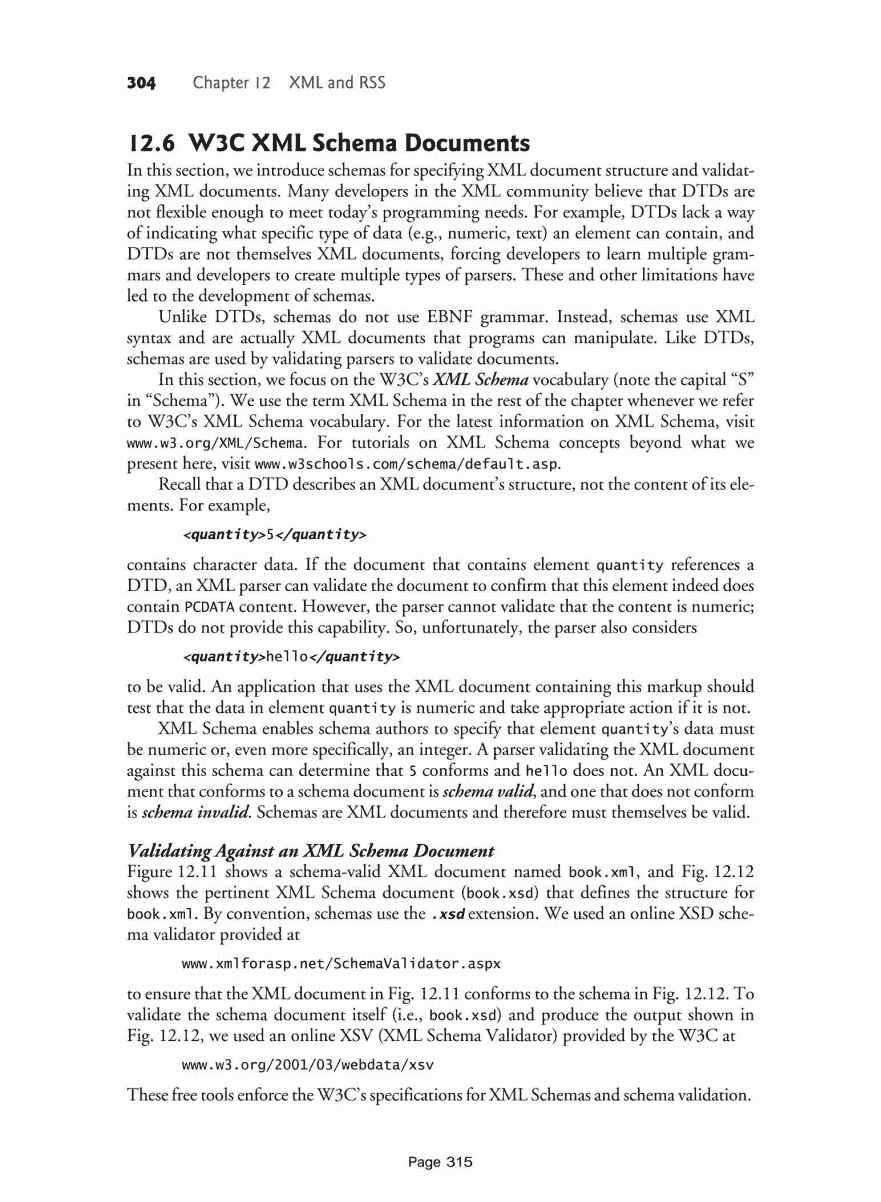 304 Chapter 12 XML and RSS
12.6 W3C XML Schema Documents
In this section, we introduce schemas for specifying XML document structure and validat-
ing XML documents. Many developers in the XML community believe that DTDs are
not flexible enough to meet today’s programming needs. For example, DTDs lack a way
of indicating what specific type of data (e.g., numeric, text) an element can contain, and
DTDs are not themselves XML documents, forcing developers to learn multiple gram-
mars and developers to create multiple types of parsers. These and other limitations have
led to the development of schemas.
Unlike DTDs, schemas do not use EBNF grammar. Instead, schemas use XML
syntax and are actually XML documents that programs can manipulate. Like DTDs,
schemas are used by validating parsers to validate documents.
In this section, we focus on the W3C’s XML Schema vocabulary (note the capital “S”
in “Schema”). We use the term XML Schema in the rest of the chapter whenever we refer
to W3C’s XML Schema vocabulary. For the latest information on XML Schema, visit
www.w3.org/XML/Schema. For tutorials on XML Schema concepts beyond what we
present here, visit www.w3schools.com/schema/default.asp.
Recall that a DTD describes an XML document’s structure, not the content of its ele-
ments. For example,
<quantity>5</quantity>
contains character data. If the document that contains element quantity references a
DTD, an XML parser can validate the document to confirm that this element indeed does
contain PCDATA content. However, the parser cannot validate that the content is numeric;
DTDs do not provide this capability. So, unfortunately, the parser also considers
<quantity>hello</quantity>
to be valid. An application that uses the XML document containing this markup should
test that the data in element quantity is numeric and take appropriate action if it is not.
XML Schema enables schema authors to specify that element quantity’s data must
be numeric or, even more specifically, an integer. A parser validating the XML document
against this schema can determine that 5 conforms and hello does not. An XML docu-
ment that conforms to a schema document is schema valid, and one that does not conform
is schema invalid. Schemas are XML documents and therefore must themselves be valid.
Validating Against an XML Schema Document
Figure 12.11 shows a schema-valid XML document named book.xml, and Fig. 12.12
shows the pertinent XML Schema document (book.xsd) that defines the structure for
book.xml. By convention, schemas use the .xsd extension. We used an online XSD sche-
ma validator provided at
www.xmlforasp.net/SchemaValidator.aspx
to ensure that the XML document in Fig. 12.11 conforms to the schema in Fig. 12.12. To
validate the schema document itself (i.e., book.xsd) and produce the output shown in
Fig. 12.12, we used an online XSV (XML Schema Validator) provided by the W3C at
www.w3.org/2001/03/webdata/xsv
These free tools enforce the W3C’s specifications for XML Schemas and schema validation.
Page 315